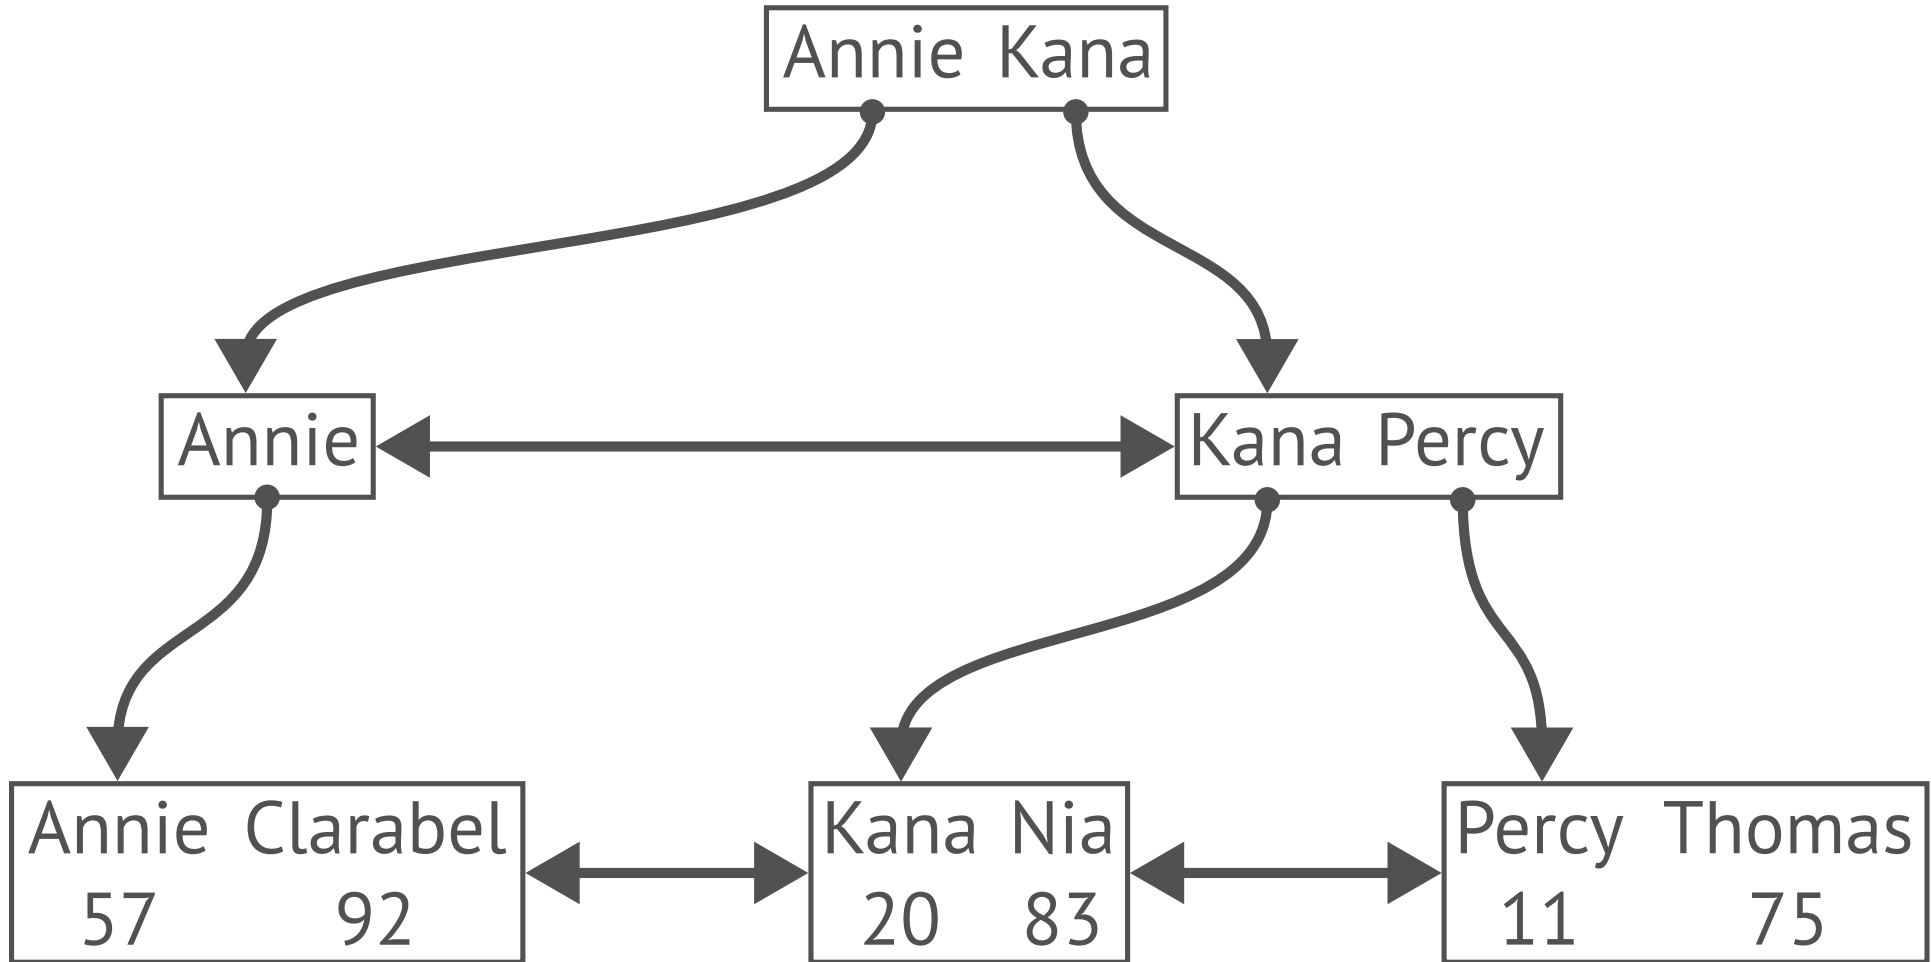 Annie Kana
Annie
Kana Percy
Annie Clarabel
57 92
Kana Nia
20 83
Percy Thomas
11 75